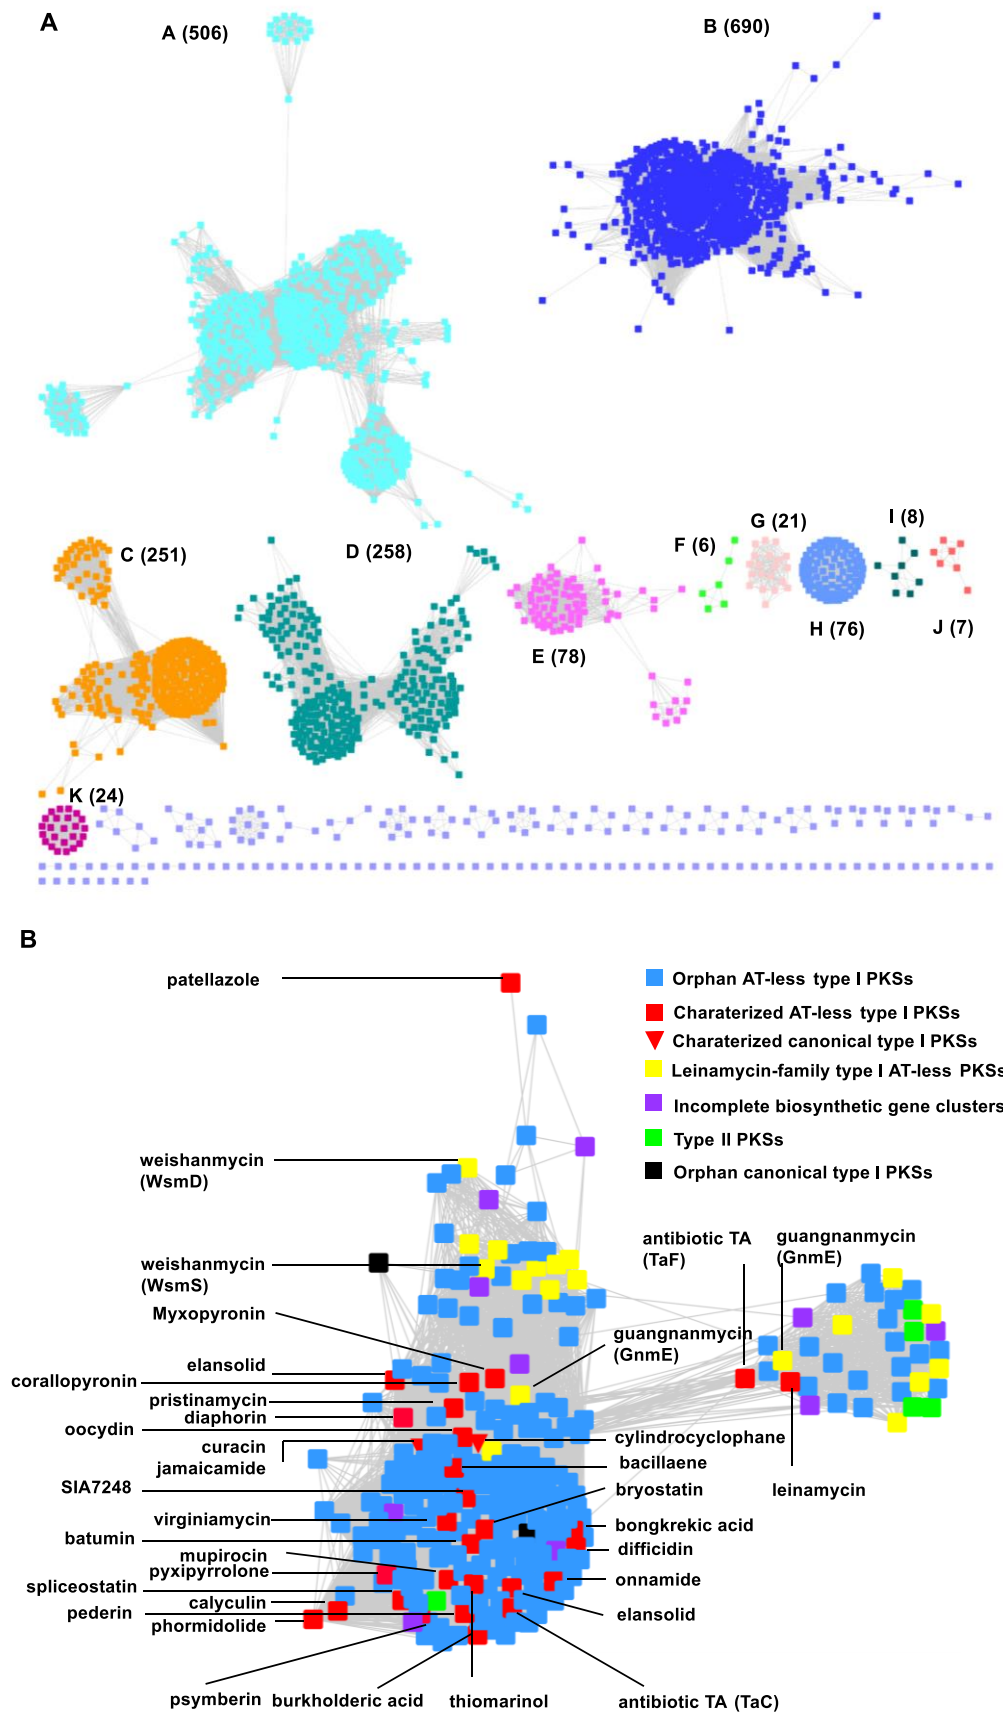 A
A (506)
B (690)
C (251)
D (258)
E (78)
F (6)
G (21)
H (76)
I (8)
J (7)
K (24)
B
patellazole
Orphan AT-less type I PKSs
Charaterized AT-less type I PKSs
Charaterized canonical type I PKSs
Leinamycin-family type I AT-less PKSs
Incomplete biosynthetic gene clusters
Type II PKSs
Orphan canonical type I PKSs
weishanmycin
(WsmD)
weishanmycin
(WsmS)
Myxopyronin
antibiotic TA
(TaF)
guangnanmycin
(GnmE)
guangnanmycin
(GnmE)
elansolid
corallopyronin
pristinamycin
diaphorin
oocydin
curacin
jamaicamide
SIA7248
virginiamycin
batumin
mupirocin
pyxipyrrolone
spliceostatin
calyculin
pederin
phormidolide
cylindrocyclophane
bacillaene
bryostatin
leinamycin
bongkrekic acid
difficidin
onnamide
elansolid
psymberin
burkholderic acid
thiomarinol
antibiotic TA (TaC)